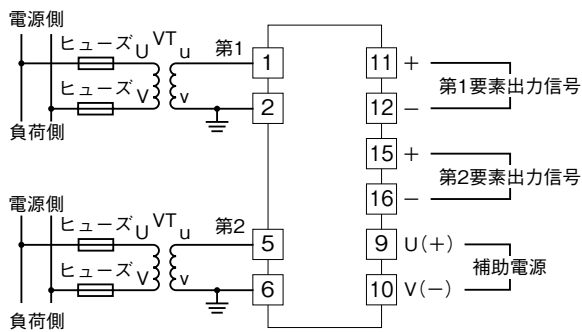 電源側
ヒューズ U VT u 第1 1 11 +
第1要素出力信号
ヒューズ V v 2 12 −
負荷側
15 +
第2要素出力信号
16 −
電源側
ヒューズ U VT u 第2 5 9 U(+)
補助電源
ヒューズ V v 6 10 V(−)
負荷側